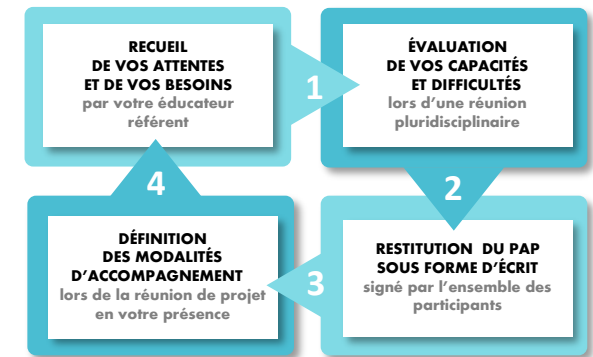 RECUEIL
DE VOS ATTENTES
ET DE VOS BESOINS
par votre éducateur
référent
1
ÉVALUATION
DE VOS CAPACITÉS
ET DIFFICULTÉS
lors d'une réunion
pluridisciplinaire
2
RESTITUTION DU PAP
SOUS FORME D'ÉCRIT
signé par l'ensemble des
participants
3
DÉFINITION
DES MODALITÉS
D'ACCOMPAGNEMENT
lors de la réunion de projet
en votre présence
4